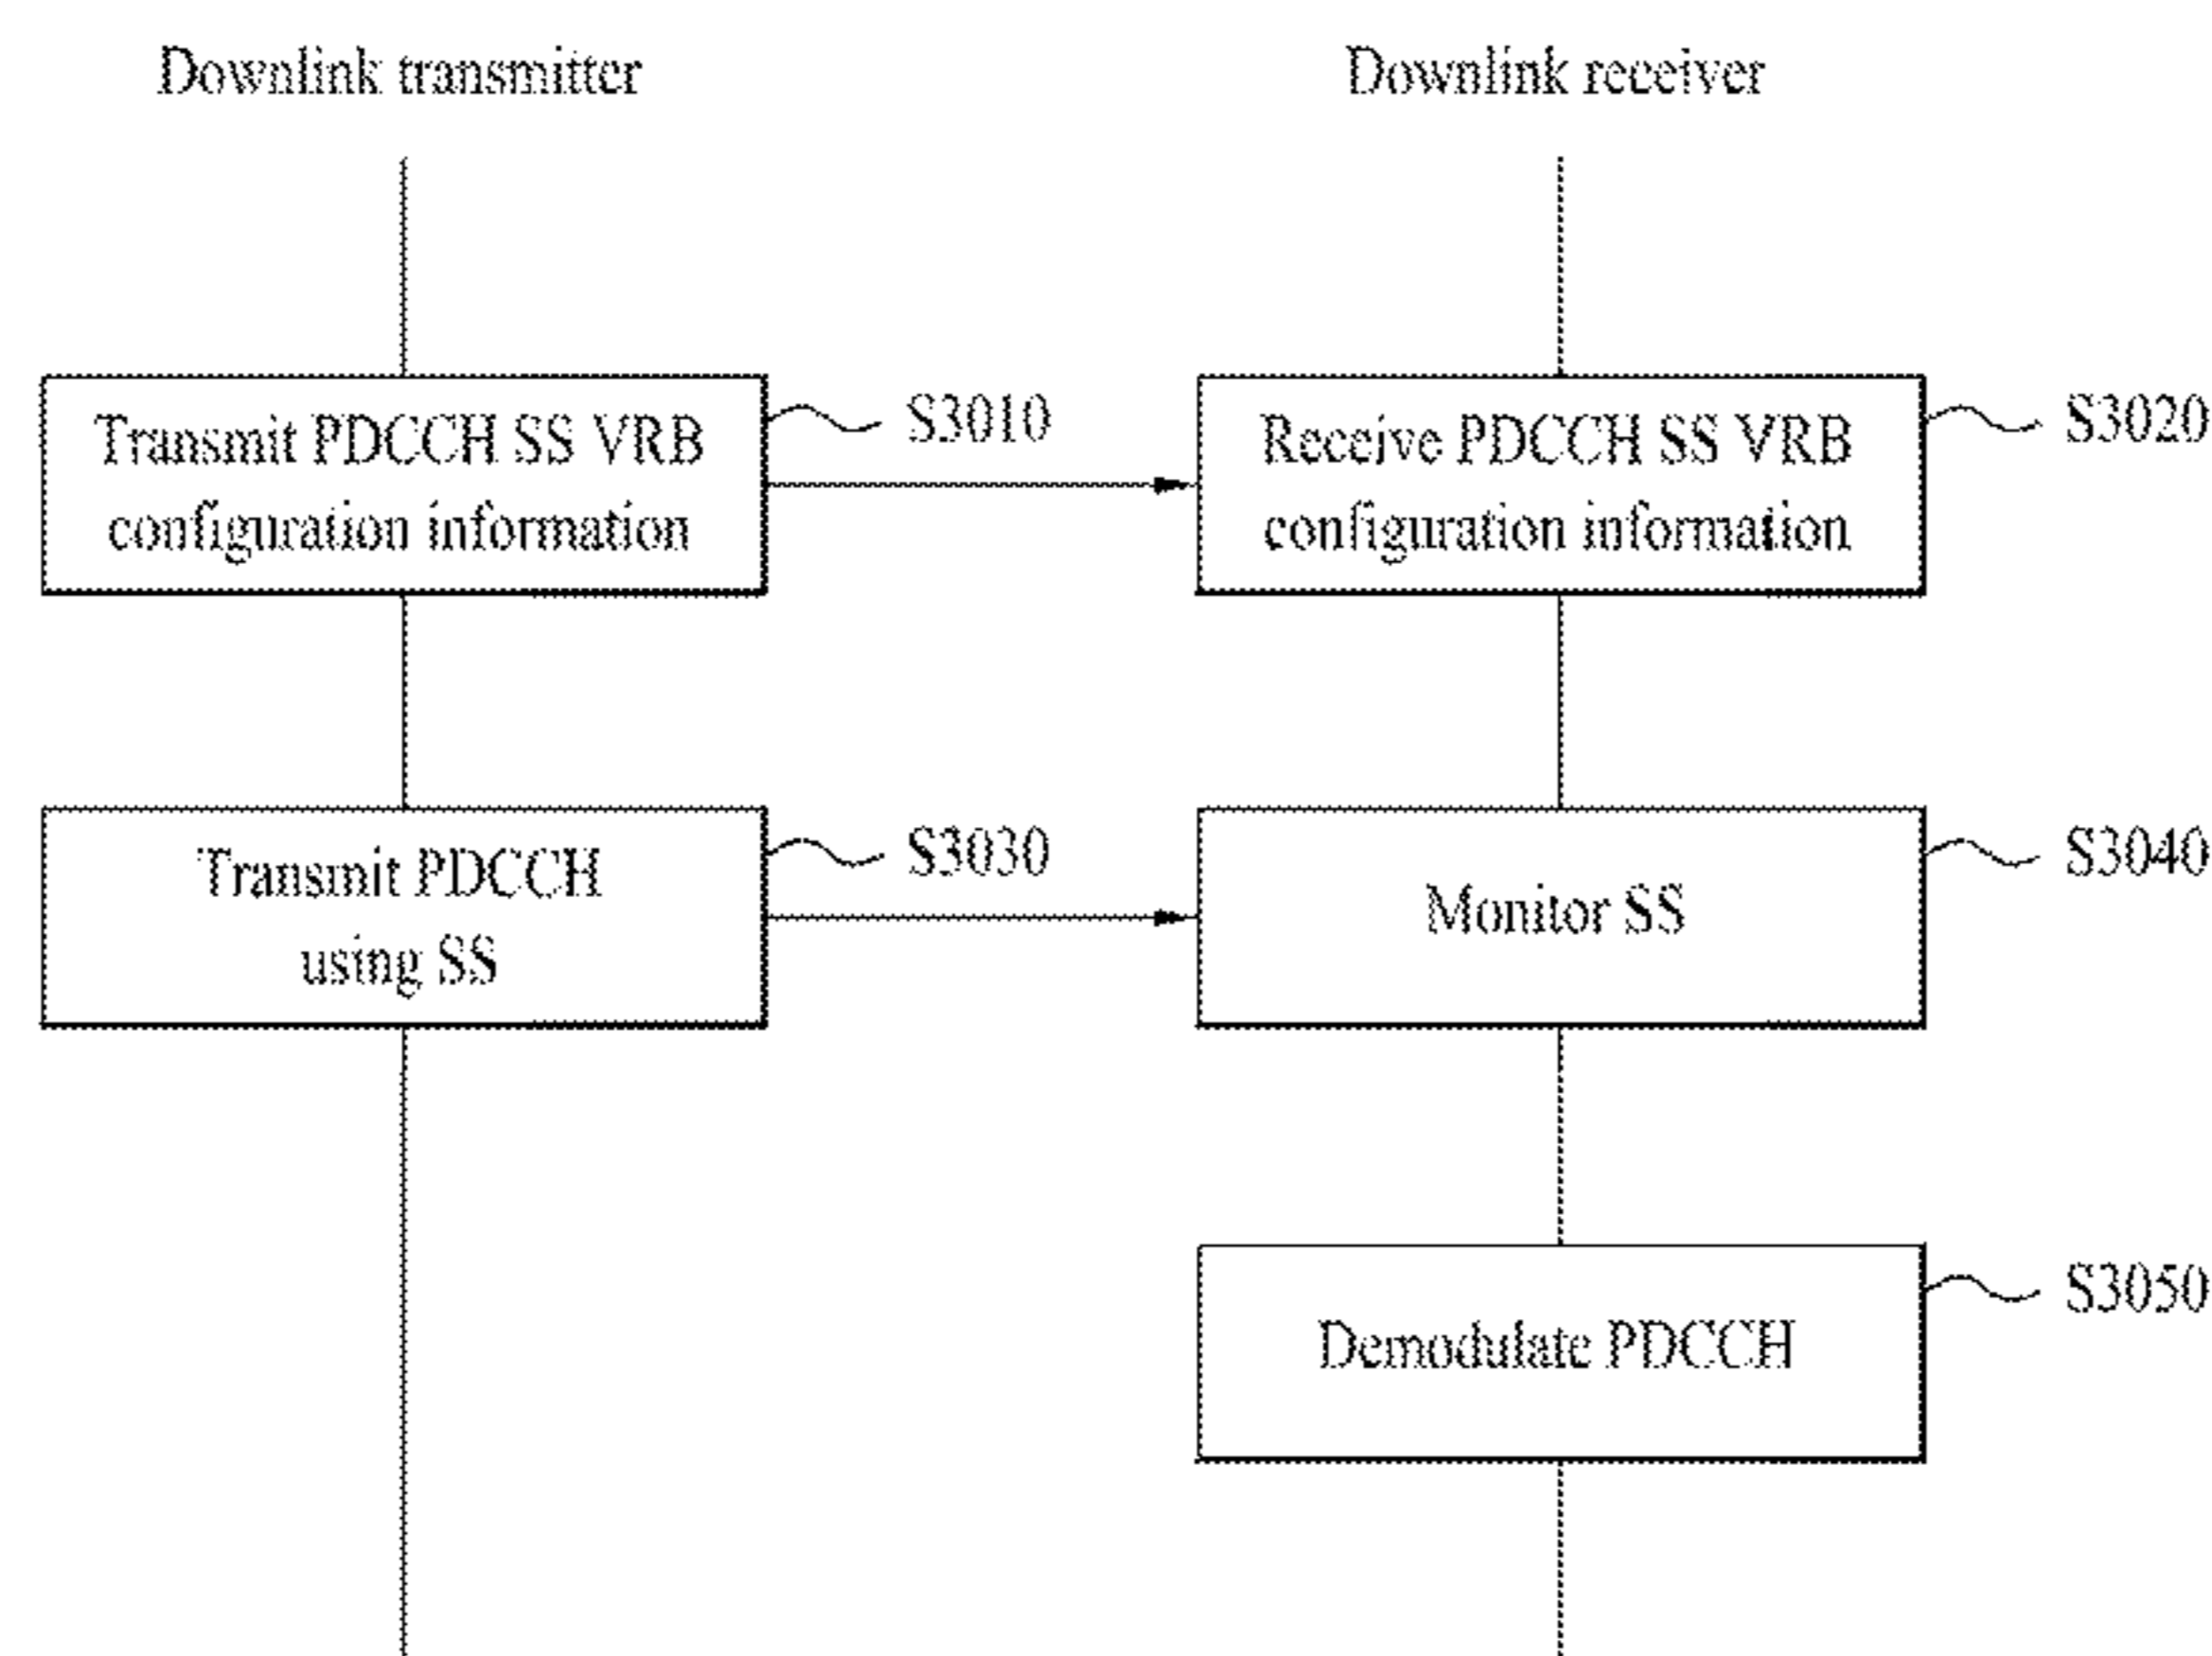 Downlink transmitter
Downlink receiver
Transmit PDCCH SS VRB
configuration information
S3010
Receive PDCCH SS VRB
configuration information
S3020
Transmit PDCCH
using SS
S3030
Monitor SS
S3040
Demodulate PDCCH
S3050